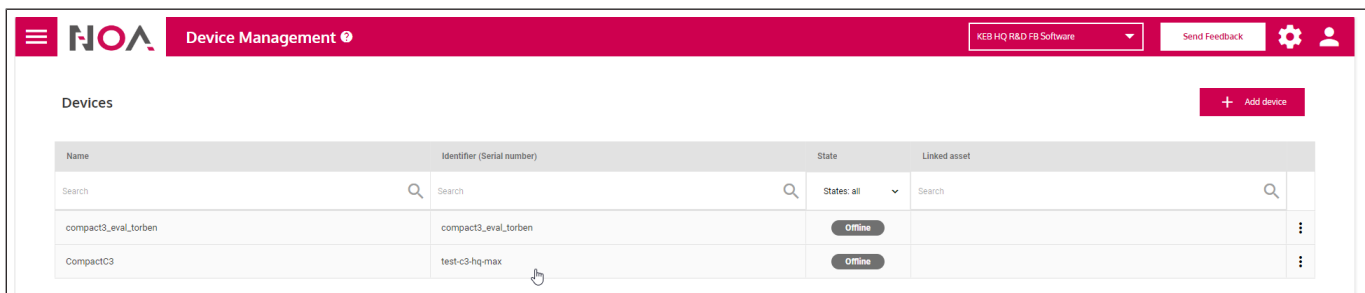 NOA Device Management ? KEB HQ R&D FB Software Send Feedback
Devices + Add device
Name Identifier (Serial number) State Linked asset
Search Search States: all Search
compact3_eval_torben compact3_eval_torben Offline
CompactC3 test-c3-hq-max Offline